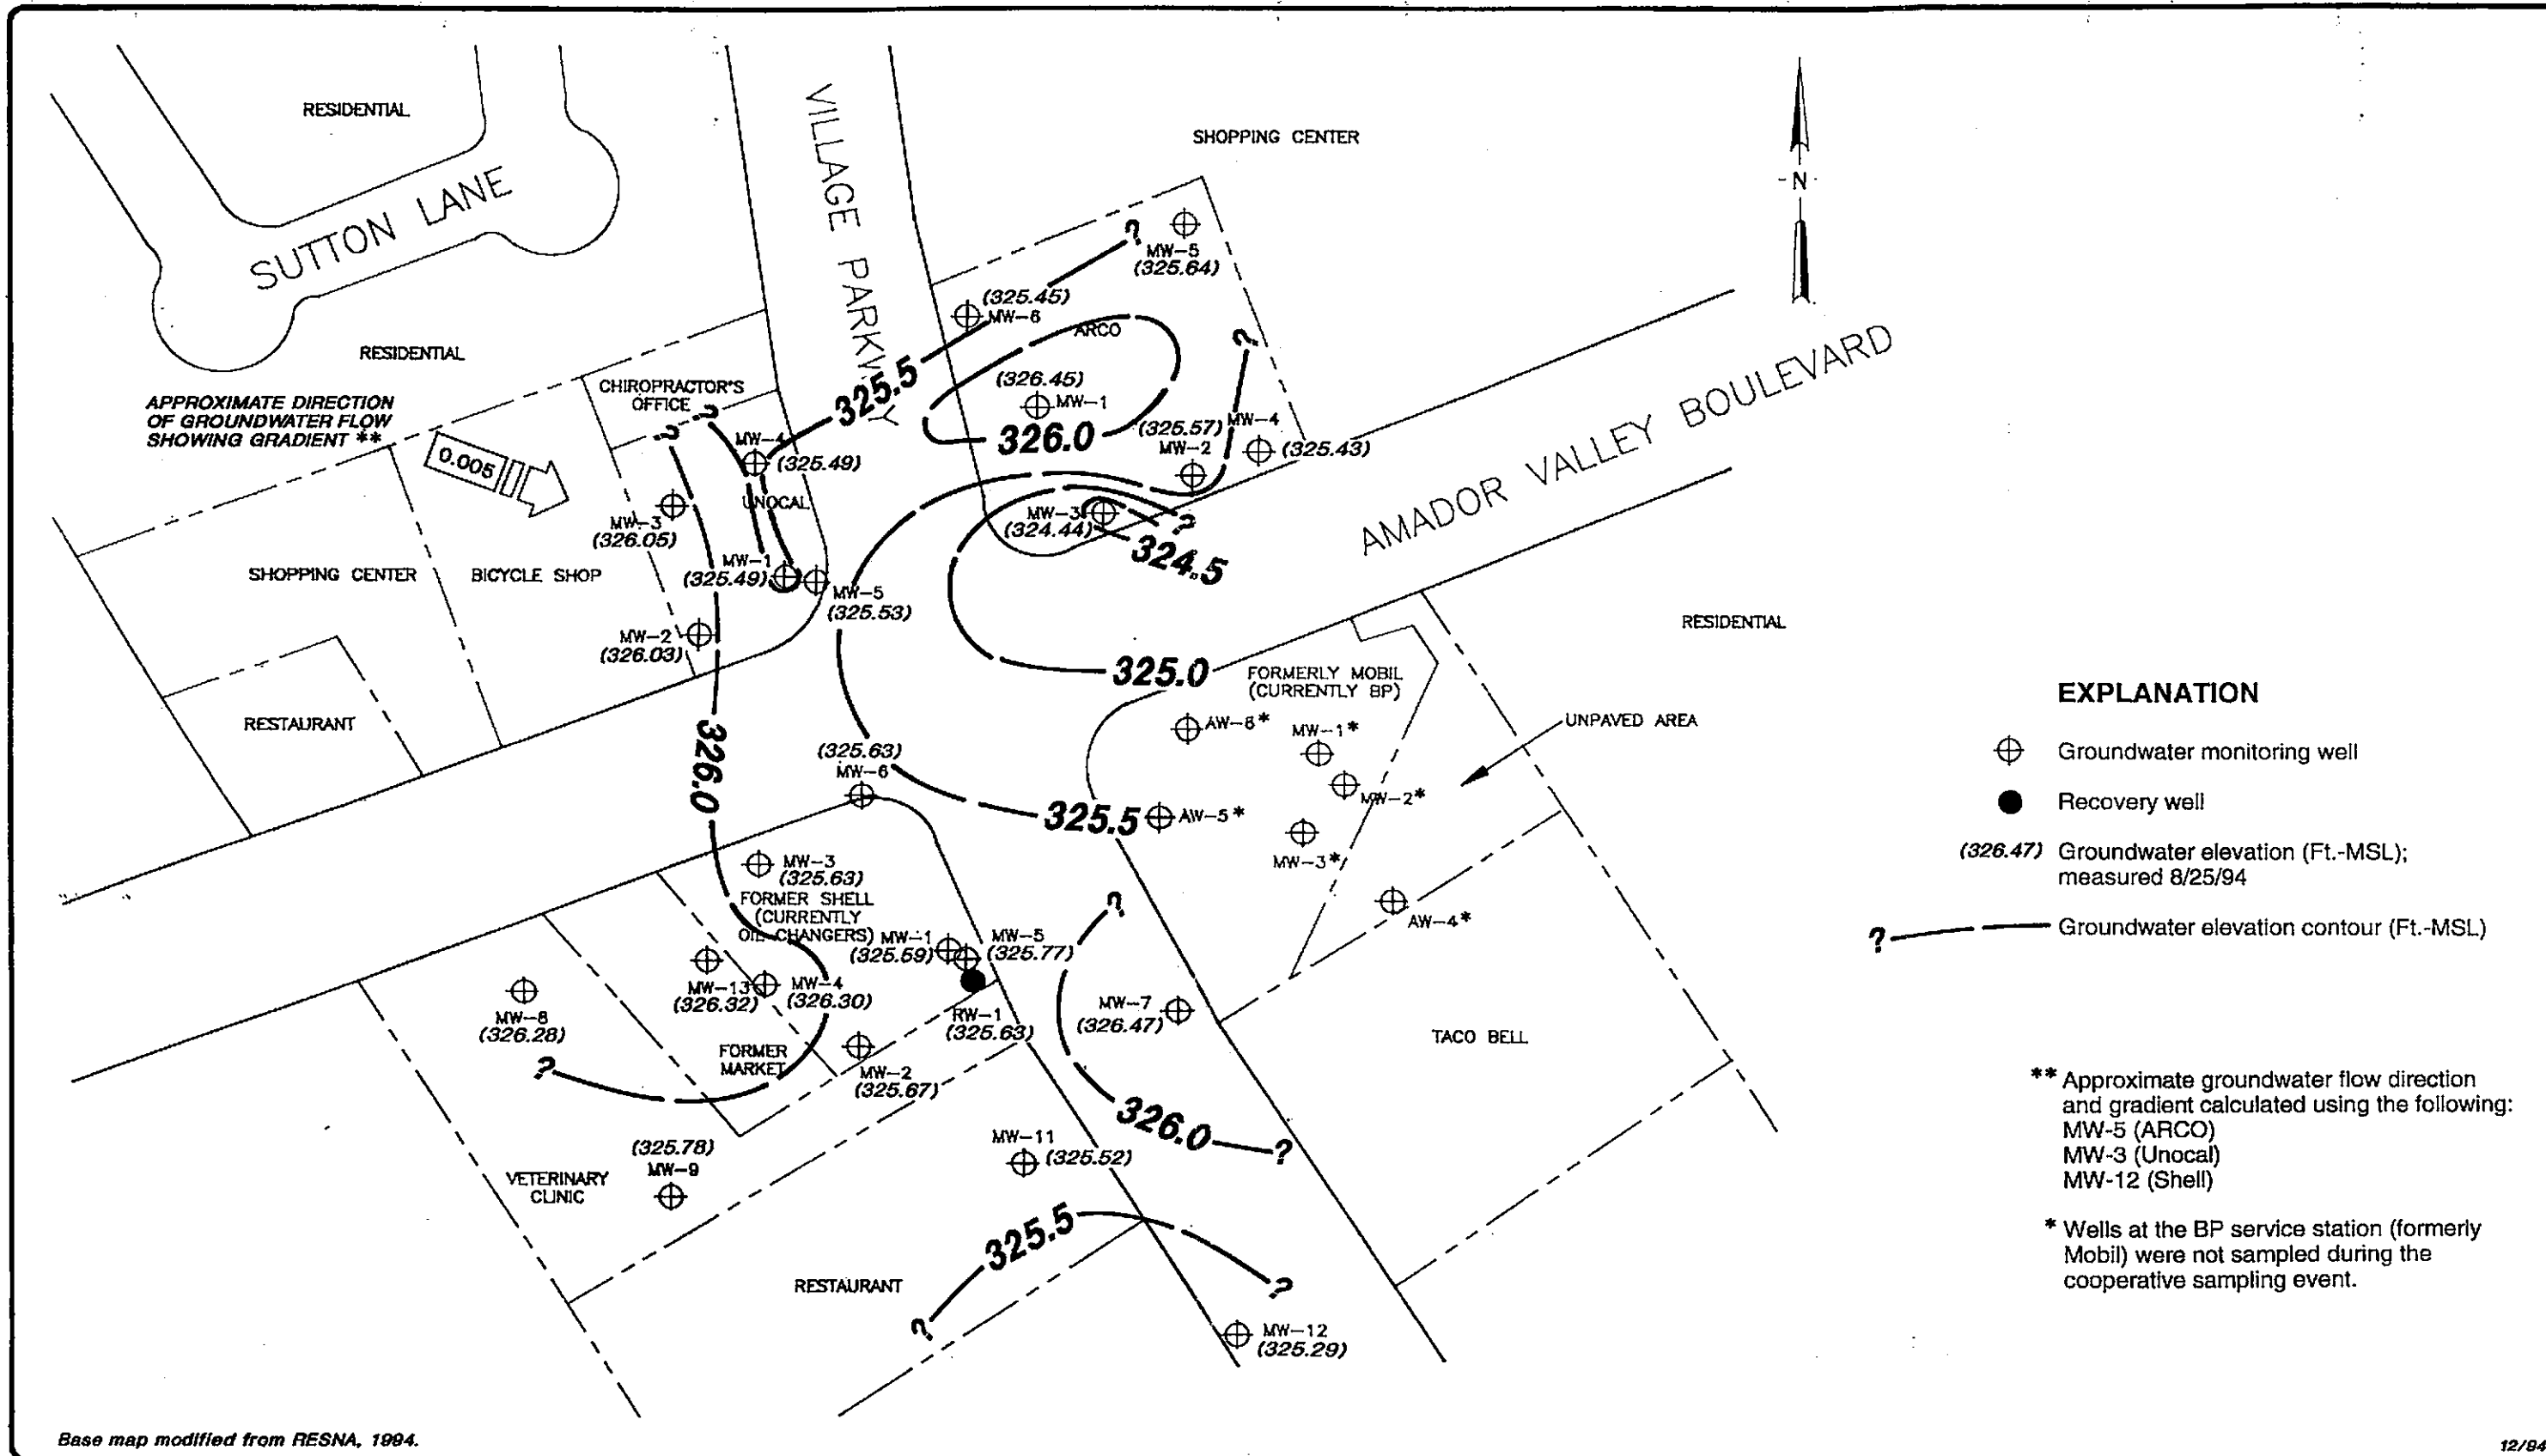 RESIDENTIAL
SUTTON LANE
VILLAGE PARKWAY
SHOPPING CENTER
N
RESIDENTIAL
APPROXIMATE DIRECTION
OF GROUNDWATER FLOW
SHOWING GRADIENT **
0.005
CHIROPRACTOR'S
OFFICE
?
?
MW-4
(325.49)
UNOCAL
MW-3
(326.05)
MW-1
(325.49)
MW-5
(325.53)
MW-2
(326.03)
SHOPPING CENTER
BICYCLE SHOP
RESTAURANT
325.5
?
MW-5
(325.64)
(325.45)
MW-6
ARCO
(326.45)
MW-1
326.0
?
(325.57)
MW-2
MW-4
(325.43)
MW-3
(324.44)
?
324.5
AMADOR VALLEY BOULEVARD
RESIDENTIAL
325.0
FORMERLY MOBIL
(CURRENTLY BP)
AW-6*
MW-1*
MW-2*
UNPAVED AREA
325.5
AW-5*
MW-3*
AW-4*
326.0
(325.63)
MW-6
MW-3
(325.63)
FORMER SHELL
(CURRENTLY
OIL CHANGERS)
MW-1
(325.59)
MW-5
(325.77)
MW-13
(326.32)
MW-4
(326.30)
RW-1
(325.63)
MW-8
(326.28)
?
FORMER
MARKET
MW-2
(325.67)
?
MW-7
(326.47)
326.0
?
TACO BELL
(325.78)
MW-9
VETERINARY
CLINIC
MW-11
(325.52)
325.5
?
?
RESTAURANT
MW-12
(325.29)
EXPLANATION
Groundwater monitoring well
Recovery well
(326.47) Groundwater elevation (Ft.-MSL);
measured 8/25/94
? Groundwater elevation contour (Ft.-MSL)
** Approximate groundwater flow direction
and gradient calculated using the following:
MW-5 (ARCO)
MW-3 (Unocal)
MW-12 (Shell)
* Wells at the BP service station (formerly
Mobil) were not sampled during the
cooperative sampling event.
Base map modified from RESNA, 1994.
12/94